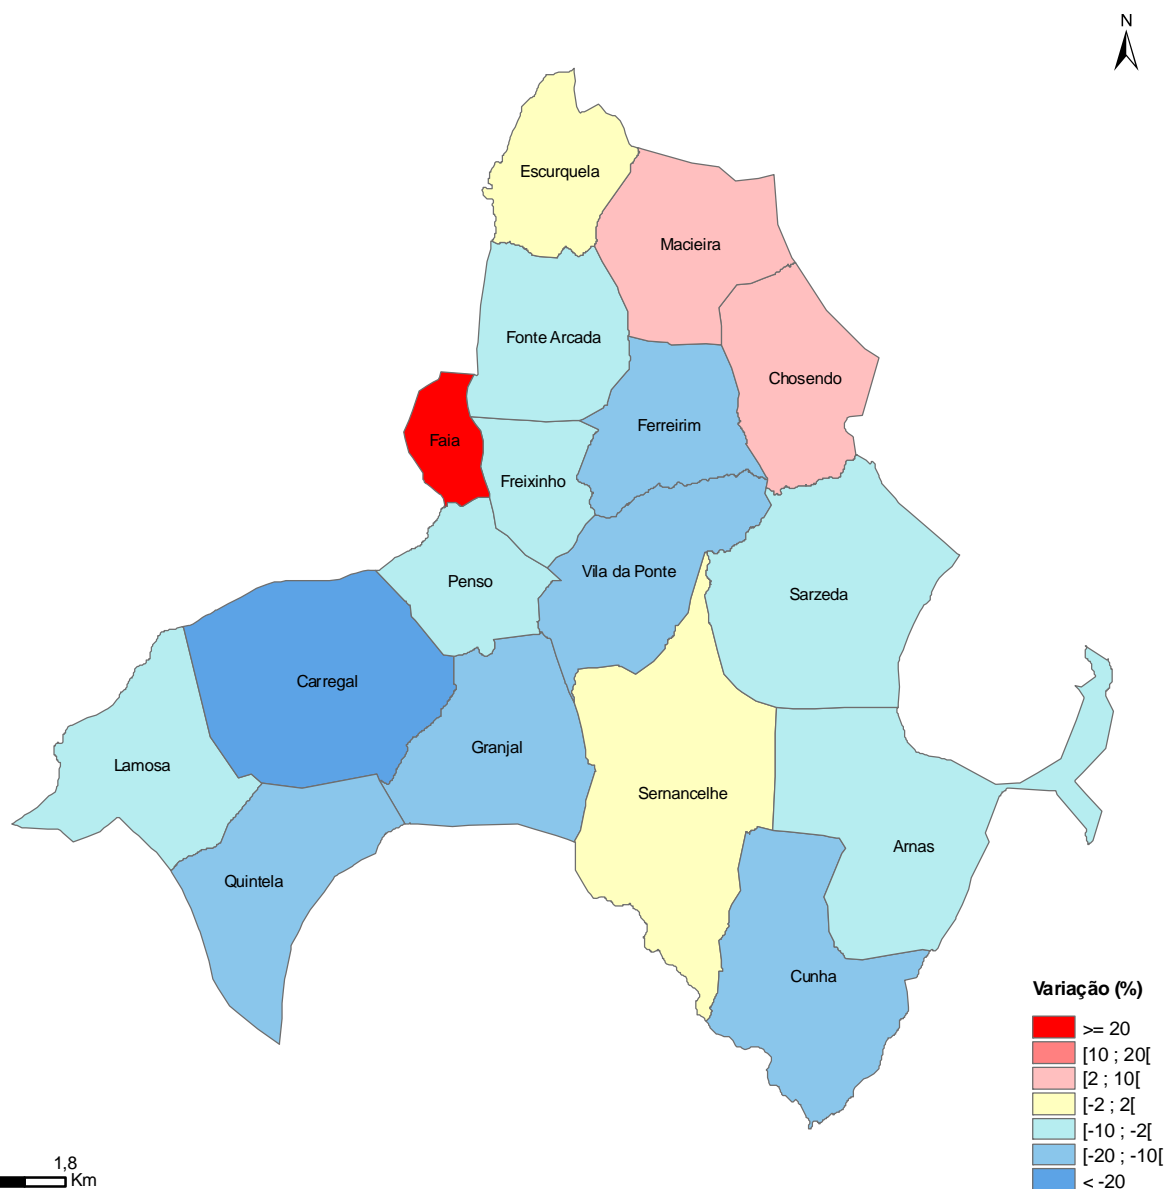 N
Escurquela
Macieira
Fonte Arcada
Chosendo
Ferreirim
Faia
Freixinho
Vila da Ponte
Penso
Sarzeda
Carregal
Granjal
Lamosa
Sernancelhe
Arnas
Quintela
Cunha
Variação (%)
>= 20
[10 ; 20[
[2 ; 10[
[-2 ; 2[
[-10 ; -2[
[-20 ; -10[
< -20
1,8
Km